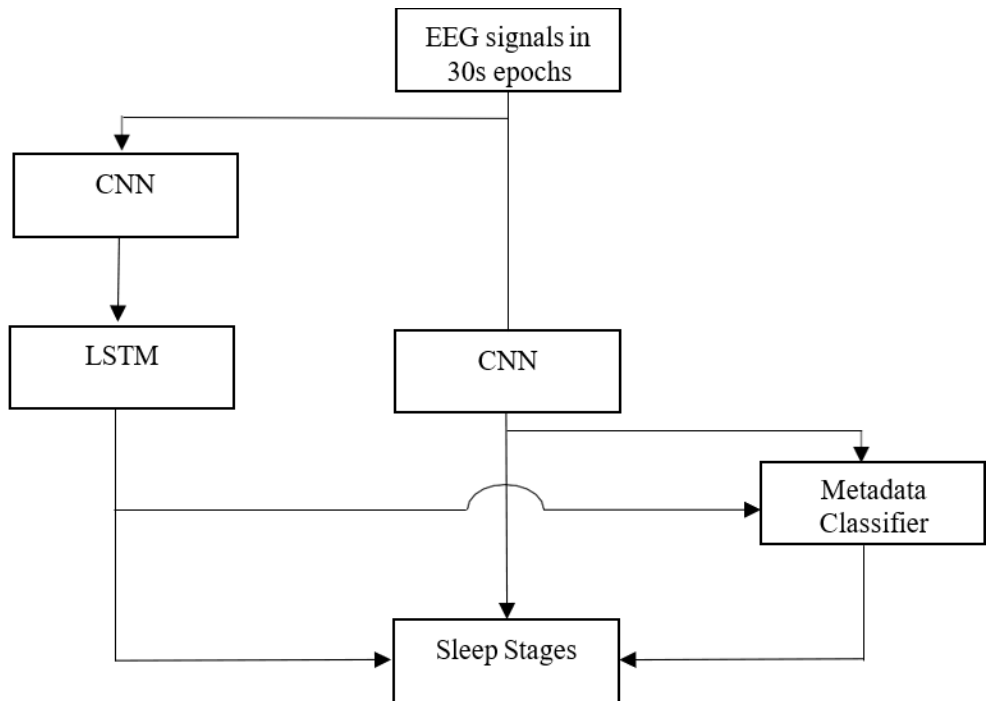 EEG signals in
30s epochs
CNN
LSTM
CNN
Metadata
Classifier
Sleep Stages